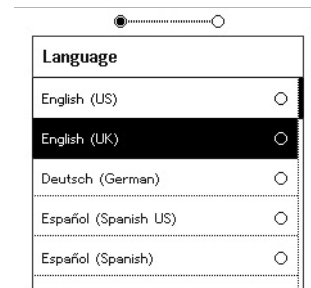 Language
English (US)
English (UK)
Deutsch (German)
Español (Spanish US)
Español (Spanish)